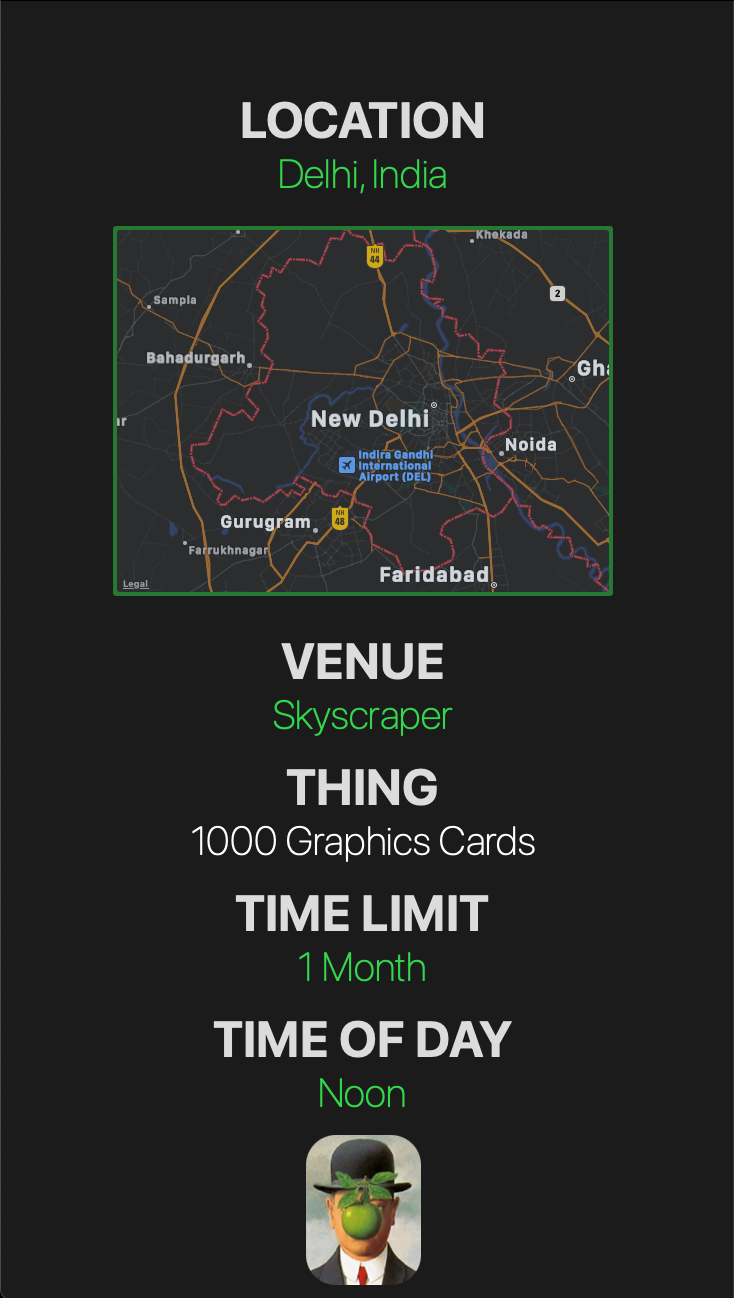 LOCATION
Delhi, India
Khekada
NH
44
2
Sampla
Bahadurgarh
Gha
ar
New Delhi
Noida
Indira Gandhi
International
Airport (DEL)
Gurugram
NH
48
Farrukhnagar
Faridabad
Legal
VENUE
Skyscraper
THING
1000 Graphics Cards
TIME LIMIT
1 Month
TIME OF DAY
Noon